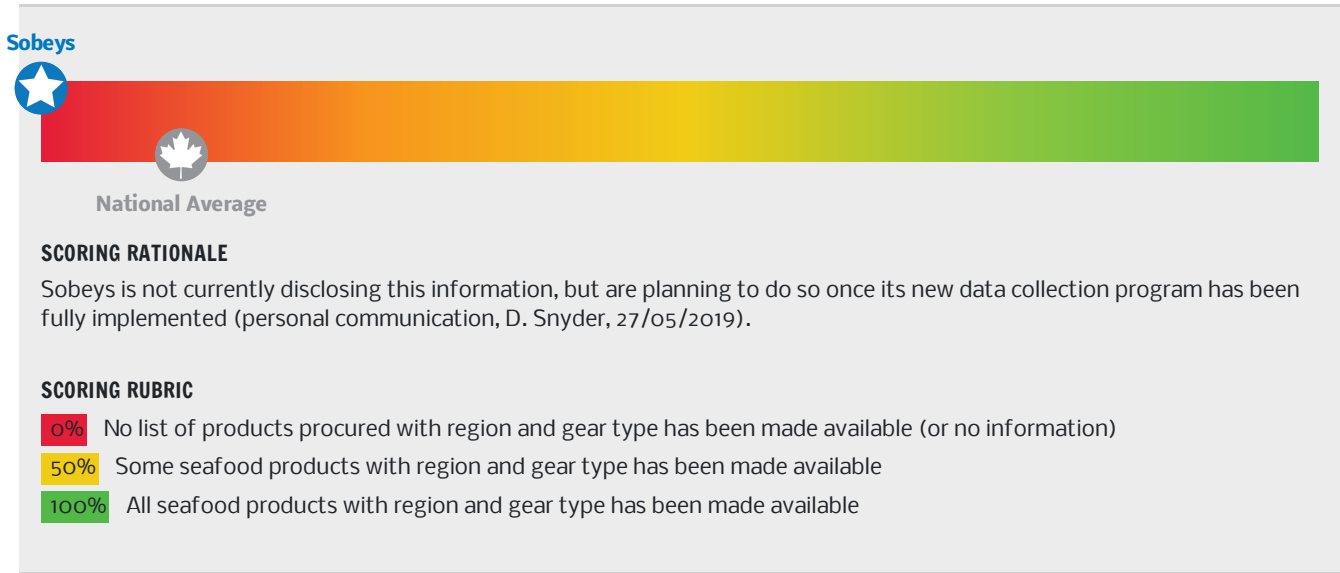 Sobeys
National Average
SCORING RATIONALE
Sobeys is not currently disclosing this information, but are planning to do so once its new data collection program has been
fully implemented (personal communication, D. Snyder, 27/05/2019).
SCORING RUBRIC
0% No list of products procured with region and gear type has been made available (or no information)
50% Some seafood products with region and gear type has been made available
100% All seafood products with region and gear type has been made available